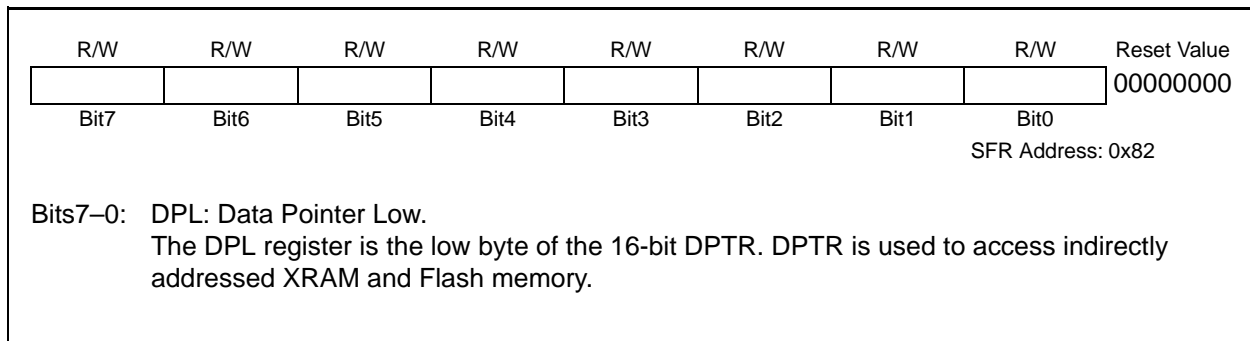 R/W R/W R/W R/W R/W R/W R/W R/W Reset Value
00000000
Bit7 Bit6 Bit5 Bit4 Bit3 Bit2 Bit1 Bit0
SFR Address: 0x82
Bits7–0: DPL: Data Pointer Low.
The DPL register is the low byte of the 16-bit DPTR. DPTR is used to access indirectly
addressed XRAM and Flash memory.